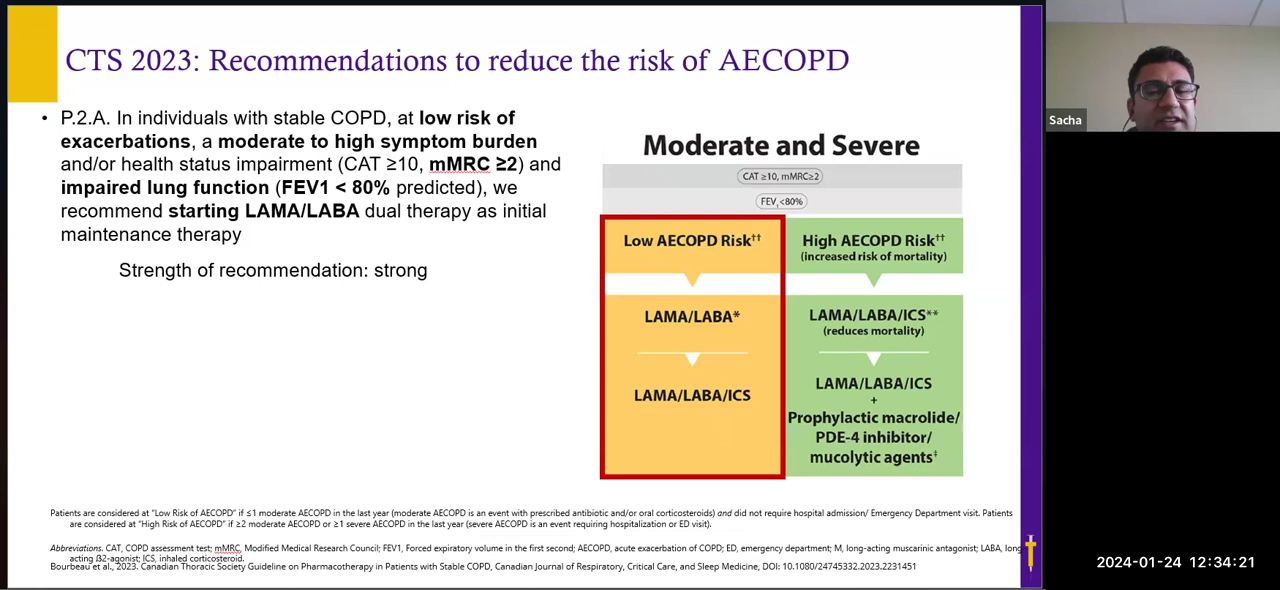 CTS 2023: Recommendations to reduce the risk of AECOPD
• P.2.A. In individuals with stable COPD, at low risk of
exacerbations, a moderate to high symptom burden
and/or health status impairment (CAT ≥10, mMRC ≥2) and
impaired lung function (FEV1 < 80% predicted), we
recommend starting LAMA/LABA dual therapy as initial
maintenance therapy
Strength of recommendation: strong
Moderate and Severe
CAT ≥10, mMRC≥2
FEV₁<80%
Low AECOPD Risk††
LAMA/LABA*
LAMA/LABA/ICS
High AECOPD Risk††
(increased risk of mortality)
LAMA/LABA/ICS**
(reduces mortality)
LAMA/LABA/ICS
+
Prophylactic macrolide/
PDE-4 inhibitor/
mucolytic agents‡
Patients are considered at "Low Risk of AECOPD" if ≤1 moderate AECOPD in the last year (moderate AECOPD is an event with prescribed antibiotic and/or oral corticosteroids) and did not require hospital admission/ Emergency Department visit. Patients
are considered at "High Risk of AECOPD" if ≥2 moderate AECOPD or ≥1 severe AECOPD in the last year (severe AECOPD is an event requiring hospitalization or ED visit).
Abbreviations. CAT, COPD assessment test; mMRC, Modified Medical Research Council; FEV1, Forced expiratory volume in the first second; AECOPD, acute exacerbation of COPD; ED, emergency department; M, long-acting muscarinic antagonist; LABA, long
acting ß2-agonist; ICS, inhaled corticosteroid.
Bourbeau et al., 2023. Canadian Thoracic Society Guideline on Pharmacotherapy in Patients with Stable COPD, Canadian Journal of Respiratory, Critical Care, and Sleep Medicine, DOI: 10.1080/24745332.2023.2231451
Sacha
2024-01-24 12:34:21